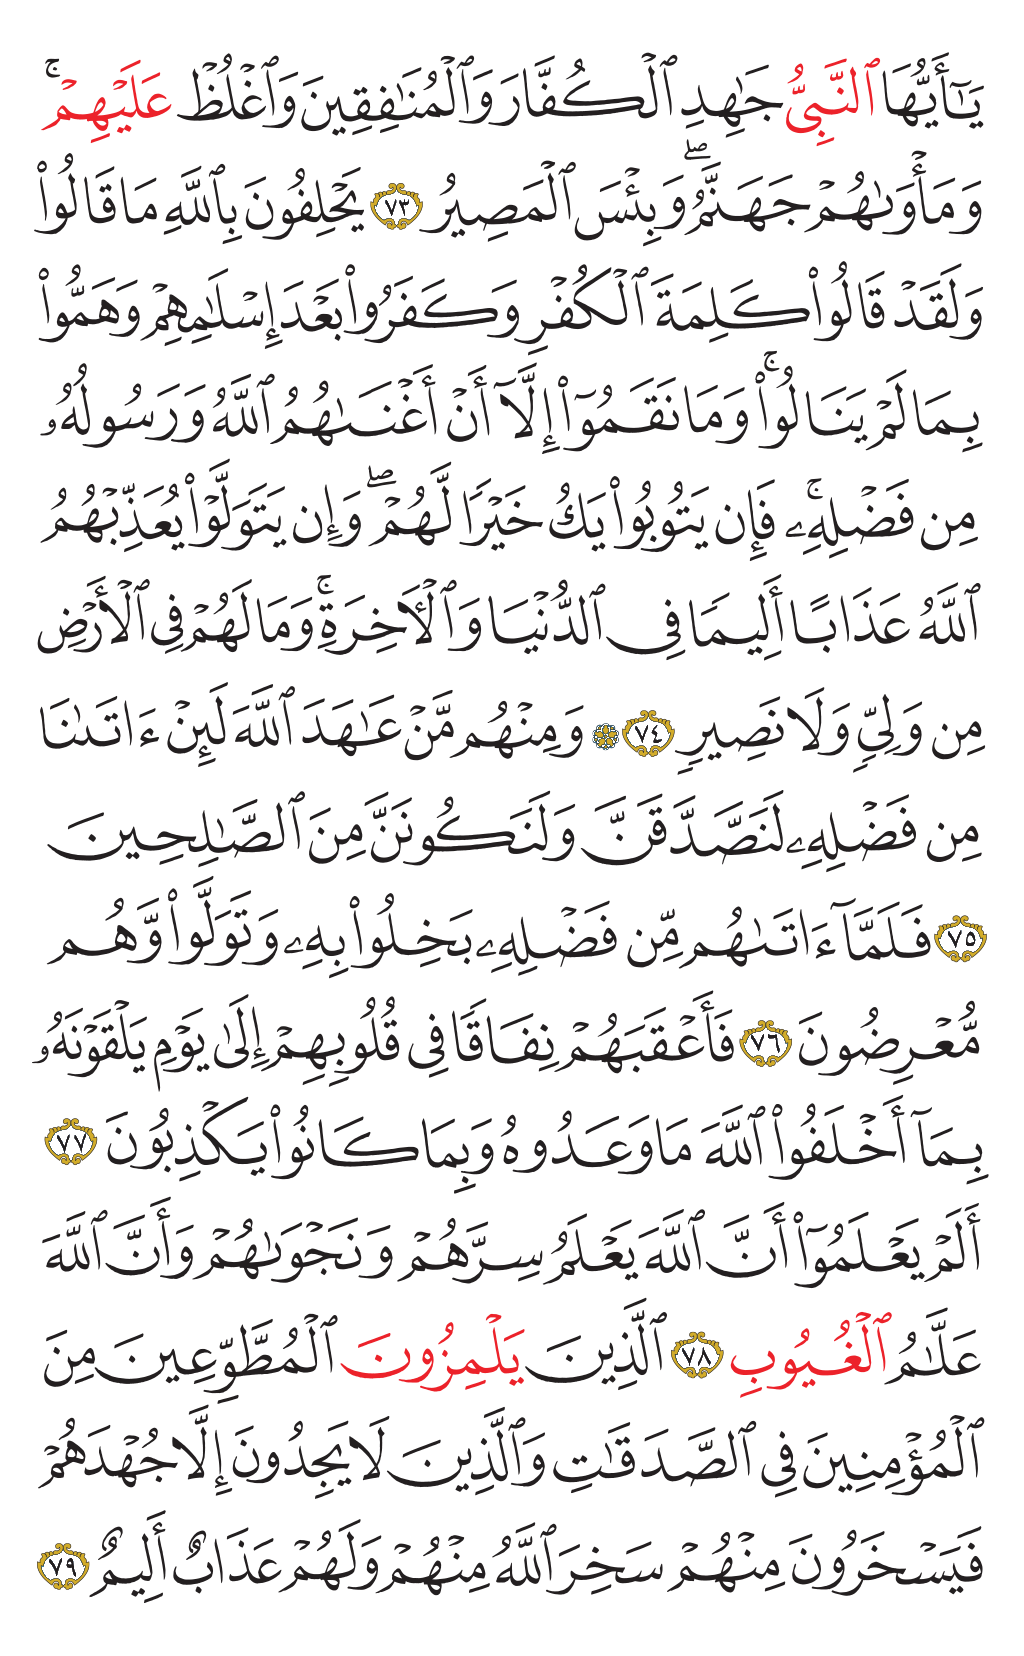 يَٰٓأَيُّهَا ٱلنَّبِيُّ جَٰهِدِ ٱلۡكُفَّارَ وَٱلۡمُنَٰفِقِينَ وَٱغۡلُظۡ عَلَيۡهِمۡۚ
وَمَأۡوَىٰهُمۡ جَهَنَّمُۖ وَبِئۡسَ ٱلۡمَصِيرُ ٧٣ يَحۡلِفُونَ بِٱللَّهِ مَا قَالُواْ
وَلَقَدۡ قَالُواْ كَلِمَةَ ٱلۡكُفۡرِ وَكَفَرُواْ بَعۡدَ إِسۡلَٰمِهِمۡ وَهَمُّواْ
بِمَا لَمۡ يَنَالُواْۚ وَمَا نَقَمُوٓاْ إِلَّآ أَنۡ أَغۡنَىٰهُمُ ٱللَّهُ وَرَسُولُهُۥ
مِن فَضۡلِهِۦۚ فَإِن يَتُوبُواْ يَكُ خَيۡرٗا لَّهُمۡۖ وَإِن يَتَوَلَّوۡاْ يُعَذِّبۡهُمُ
ٱللَّهُ عَذَابًا أَلِيمٗا فِي ٱلدُّنۡيَا وَٱلۡأٓخِرَةِۚ وَمَا لَهُمۡ فِي ٱلۡأَرۡضِ
مِن وَلِيّٖ وَلَا نَصِيرٖ ٧٤ ۞ وَمِنۡهُم مَّنۡ عَٰهَدَ ٱللَّهَ لَئِنۡ ءَاتَىٰنَا
مِن فَضۡلِهِۦ لَنَصَّدَّقَنَّ وَلَنَكُونَنَّ مِنَ ٱلصَّٰلِحِينَ
٧٥ فَلَمَّآ ءَاتَىٰهُم مِّن فَضۡلِهِۦ بَخِلُواْ بِهِۦ وَتَوَلَّواْ وَّهُم
مُّعۡرِضُونَ ٧٦ فَأَعۡقَبَهُمۡ نِفَاقٗا فِي قُلُوبِهِمۡ إِلَىٰ يَوۡمِ يَلۡقَوۡنَهُۥ
بِمَآ أَخۡلَفُواْ ٱللَّهَ مَا وَعَدُوهُ وَبِمَا كَانُواْ يَكۡذِبُونَ ٧٧
أَلَمۡ يَعۡلَمُوٓاْ أَنَّ ٱللَّهَ يَعۡلَمُ سِرَّهُمۡ وَنَجۡوَىٰهُمۡ وَأَنَّ ٱللَّهَ
عَلَّٰمُ ٱلۡغُيُوبِ ٧٨ ٱلَّذِينَ يَلۡمِزُونَ ٱلۡمُطَّوِّعِينَ مِنَ
ٱلۡمُؤۡمِنِينَ فِي ٱلصَّدَقَٰتِ وَٱلَّذِينَ لَا يَجِدُونَ إِلَّا جُهۡدَهُمۡ
فَيَسۡخَرُونَ مِنۡهُمۡ سَخِرَ ٱللَّهُ مِنۡهُمۡ وَلَهُمۡ عَذَابٌ أَلِيمٌ ٧٩